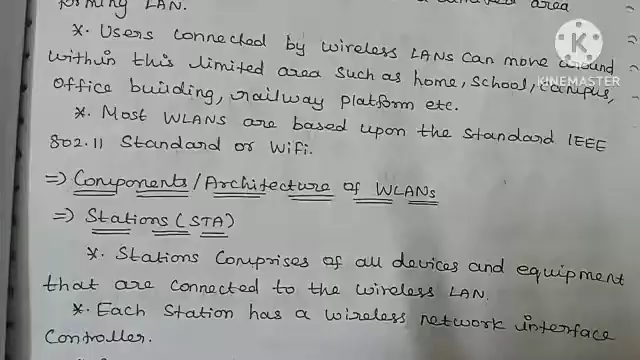 forming LAN.
area
*. Users connected by wireless LANs can move around
within this limited area such as home, school, campus,
office building, railway platform etc.
*. Most WLANs are based upon the standard IEEE
802.11 Standard or WiFi.
=> Components/Architecture of WLANs
=> Stations (STA)
*. Stations comprises of all devices and equipment
that are connected to the wireless LAN.
*. Each Station has a wireless network interface
Controller.
KINEMASTER